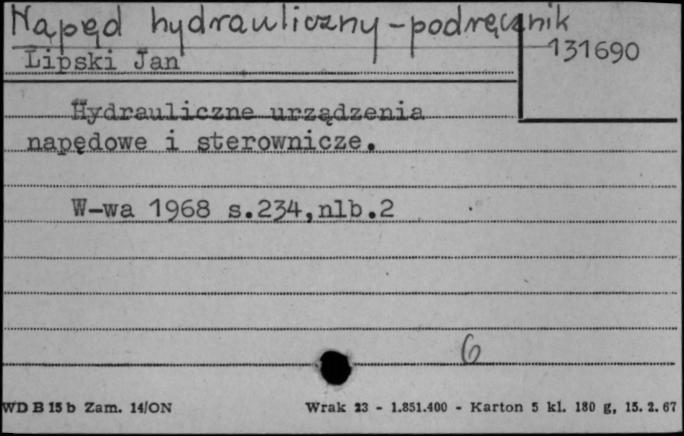 Napęd hydrauliczny - podręcznik
131690
Lipski Jan
Hydrauliczne urządzenia
napędowe i sterownicze.
W-wa 1968 s.234,nlb.2
6
WD B 15 b Zam. 14/ON Wrak 23 - 1.851.400 - Karton 5 kl. 180 g, 15. 2. 67